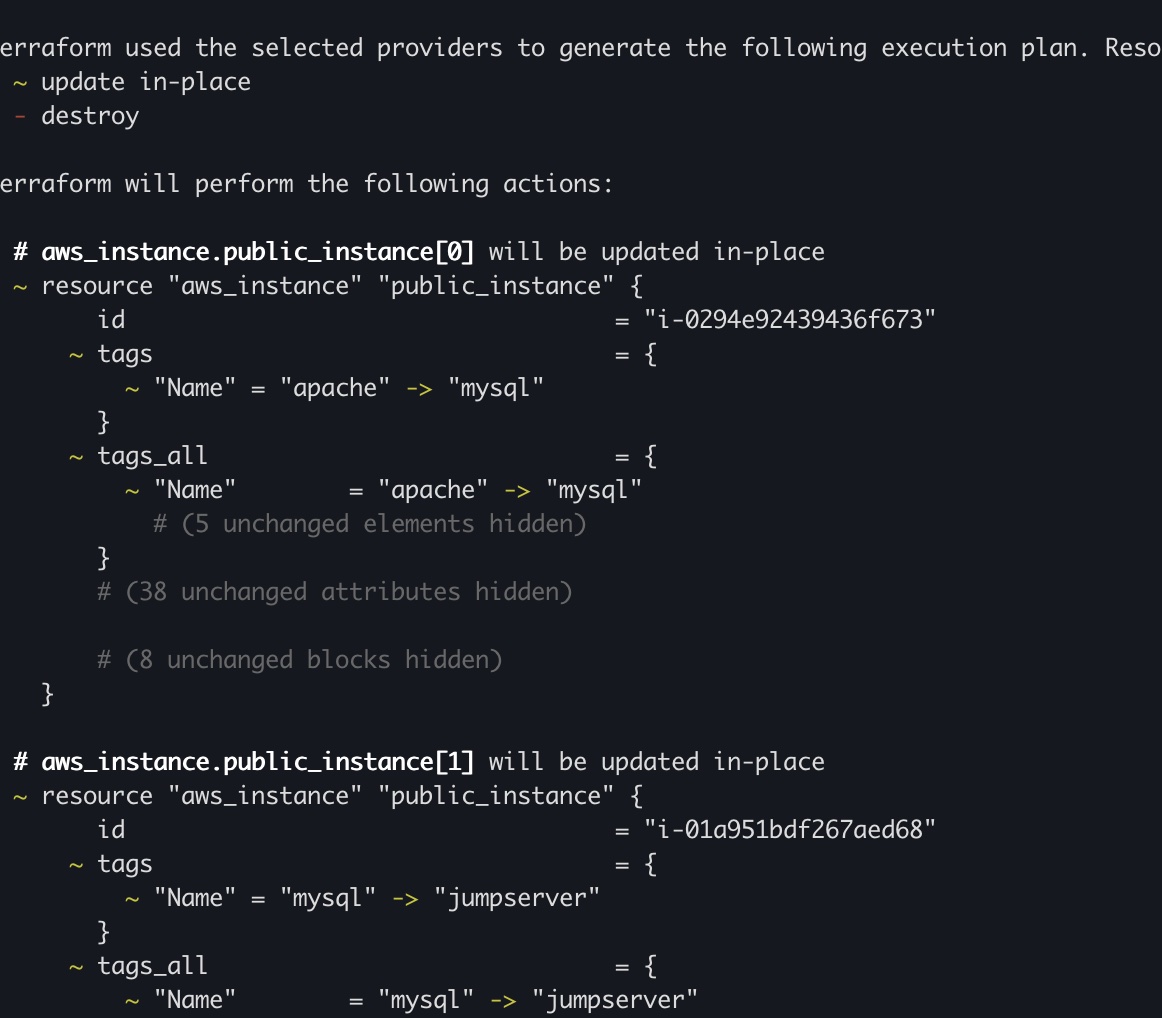 erraform used the selected providers to generate the following execution plan. Reso
~ update in-place
- destroy
erraform will perform the following actions:
# aws_instance.public_instance[0] will be updated in-place
~ resource "aws_instance" "public_instance" {
id = "i-0294e92439436f673"
~ tags = {
~ "Name" = "apache" -> "mysql"
}
~ tags_all = {
~ "Name" = "apache" -> "mysql"
# (5 unchanged elements hidden)
}
# (38 unchanged attributes hidden)
# (8 unchanged blocks hidden)
}
# aws_instance.public_instance[1] will be updated in-place
~ resource "aws_instance" "public_instance" {
id = "i-01a951bdf267aed68"
~ tags = {
~ "Name" = "mysql" -> "jumpserver"
}
~ tags_all = {
~ "Name" = "mysql" -> "jumpserver"